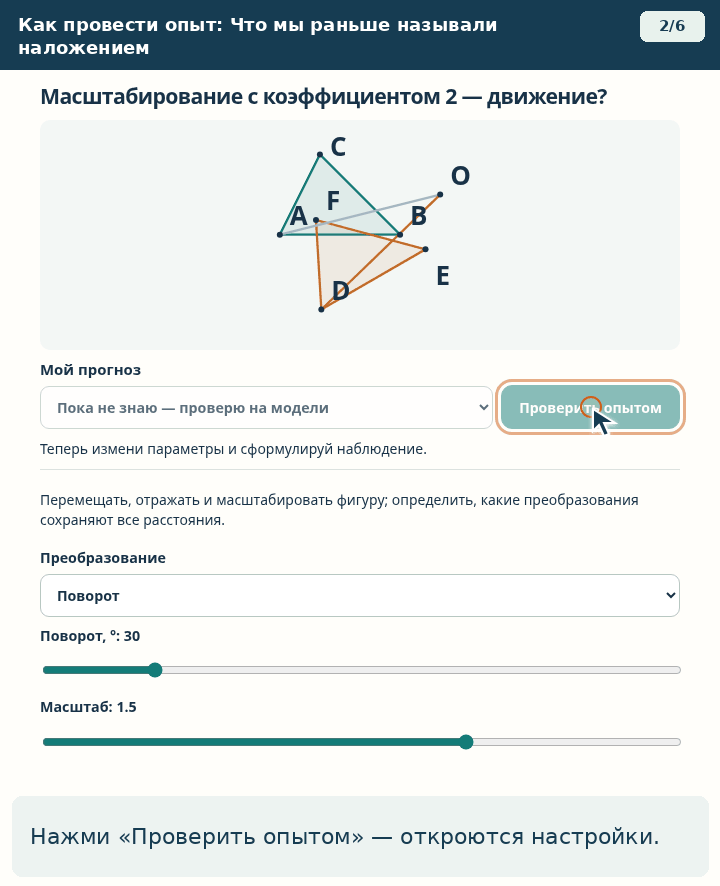 Как провести опыт: Что мы раньше называли
наложением
2/6
Масштабирование с коэффициентом 2 — движение?
C
O
F
A
B
E
D
Мой прогноз
Пока не знаю — проверю на модели
Проверить опытом
Теперь измени параметры и сформулируй наблюдение.
Перемещать, отражать и масштабировать фигуру; определить, какие преобразования
сохраняют все расстояния.
Преобразование
Поворот
Поворот, °: 30
Масштаб: 1.5
Нажми «Проверить опытом» — откроются настройки.